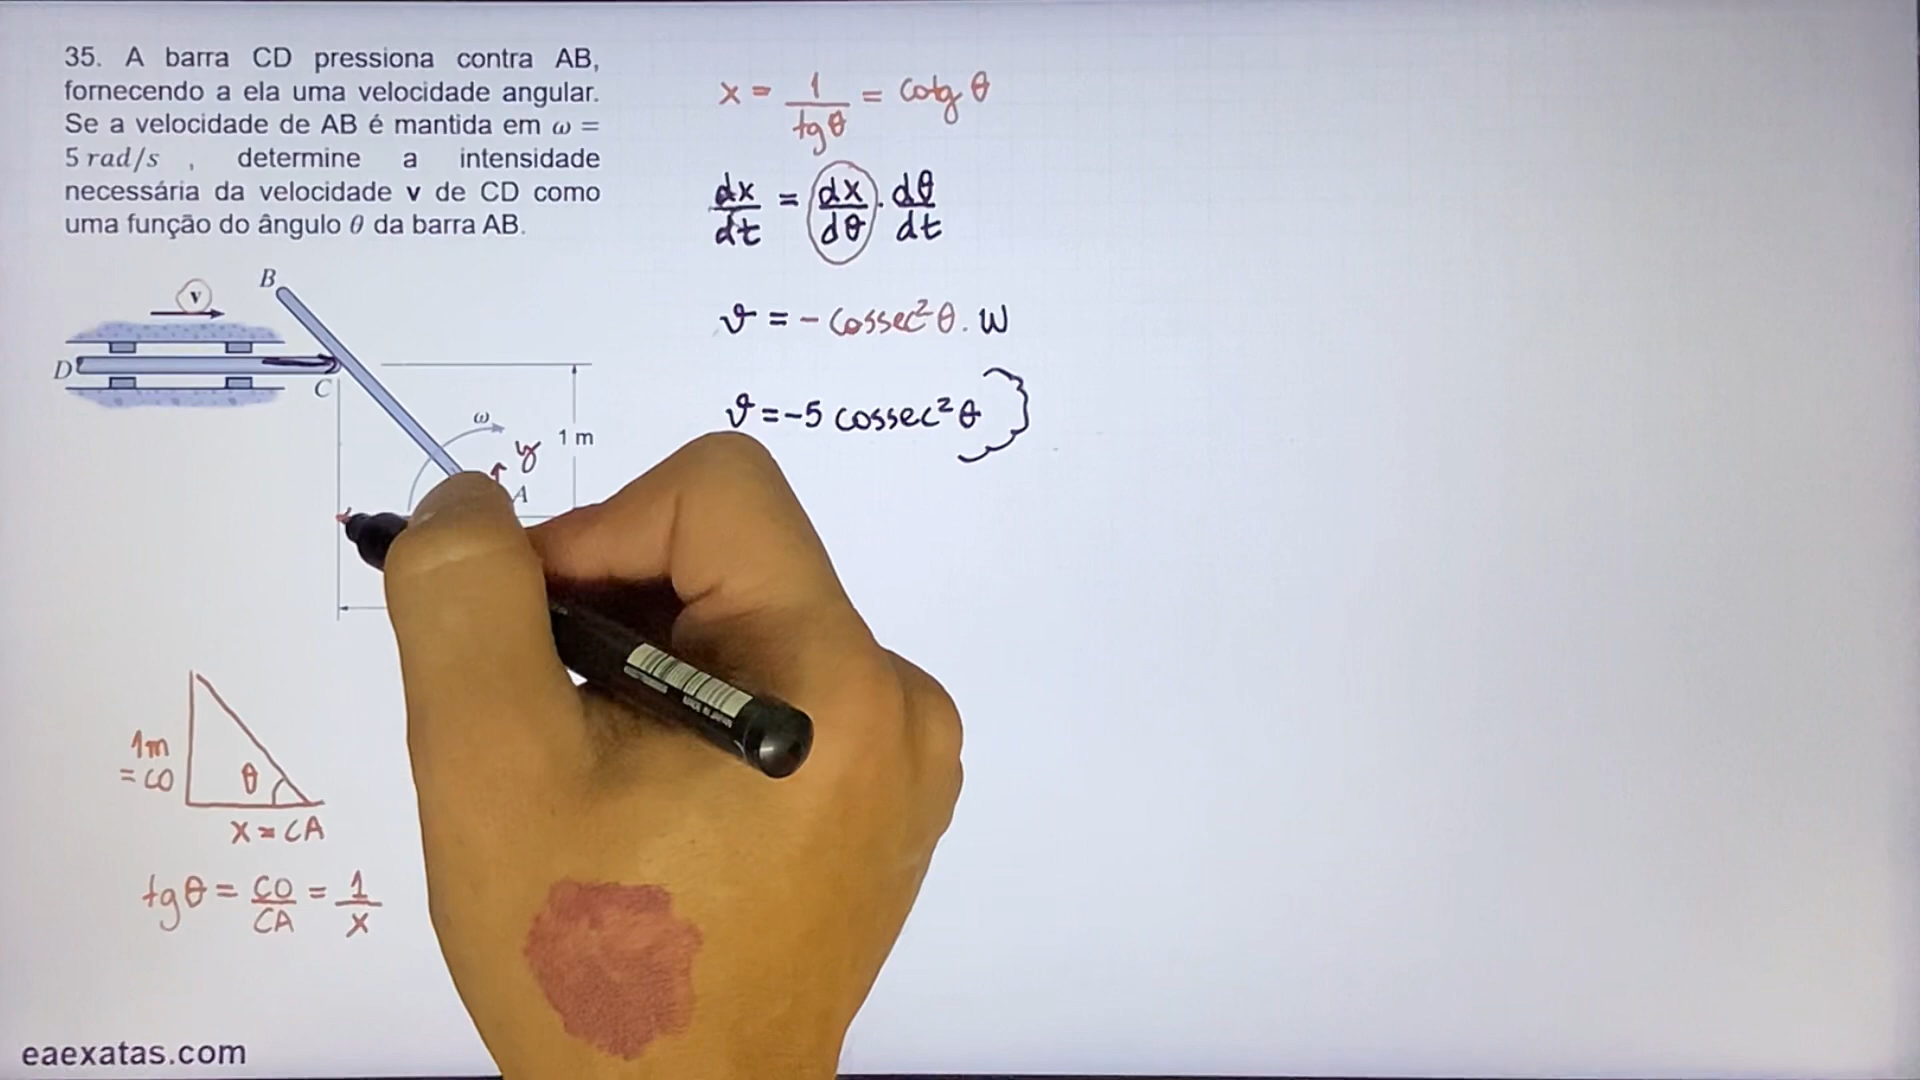 35. A barra CD pressiona contra AB,
fornecendo a ela uma velocidade angular.
Se a velocidade de AB é mantida em ω =
5 rad/s , determine a intensidade
necessária da velocidade v de CD como
uma função do ângulo θ da barra AB.
B
v
D
C
ω
y
1 m
A
1m
= CO
θ
x = CA
tgθ = CO/CA = 1/x
x = 1/tgθ = cotg θ
dx/dt = dx/dθ . dθ/dt
v = - cossec²θ . w
v = -5 cossec²θ
eaexatas.com